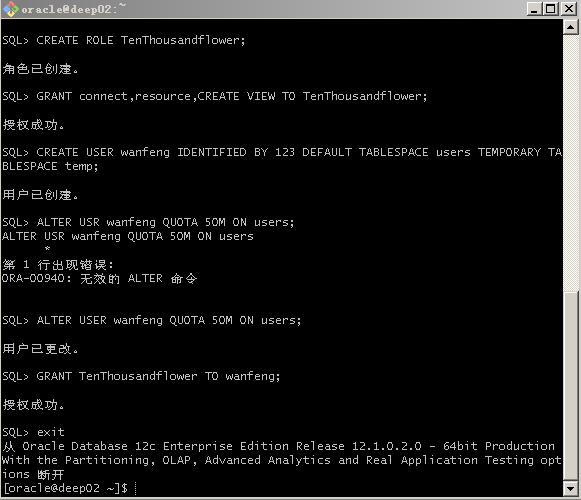 oracle@deep02:~
SQL> CREATE ROLE TenThousandflower;
角色已创建。
SQL> GRANT connect,resource,CREATE VIEW TO TenThousandflower;
授权成功。
SQL> CREATE USER wanfeng IDENTIFIED BY 123 DEFAULT TABLESPACE users TEMPORARY TA
BLESPACE temp;
用户已创建。
SQL> ALTER USR wanfeng QUOTA 50M ON users;
ALTER USR wanfeng QUOTA 50M ON users
*
第 1 行出现错误:
ORA-00940: 无效的 ALTER 命令
SQL> ALTER USER wanfeng QUOTA 50M ON users;
用户已更改。
SQL> GRANT TenThousandflower TO wanfeng;
授权成功。
SQL> exit
从 Oracle Database 12c Enterprise Edition Release 12.1.0.2.0 - 64bit Production
With the Partitioning, OLAP, Advanced Analytics and Real Application Testing opt
ions 断开
[oracle@deep02 ~]$